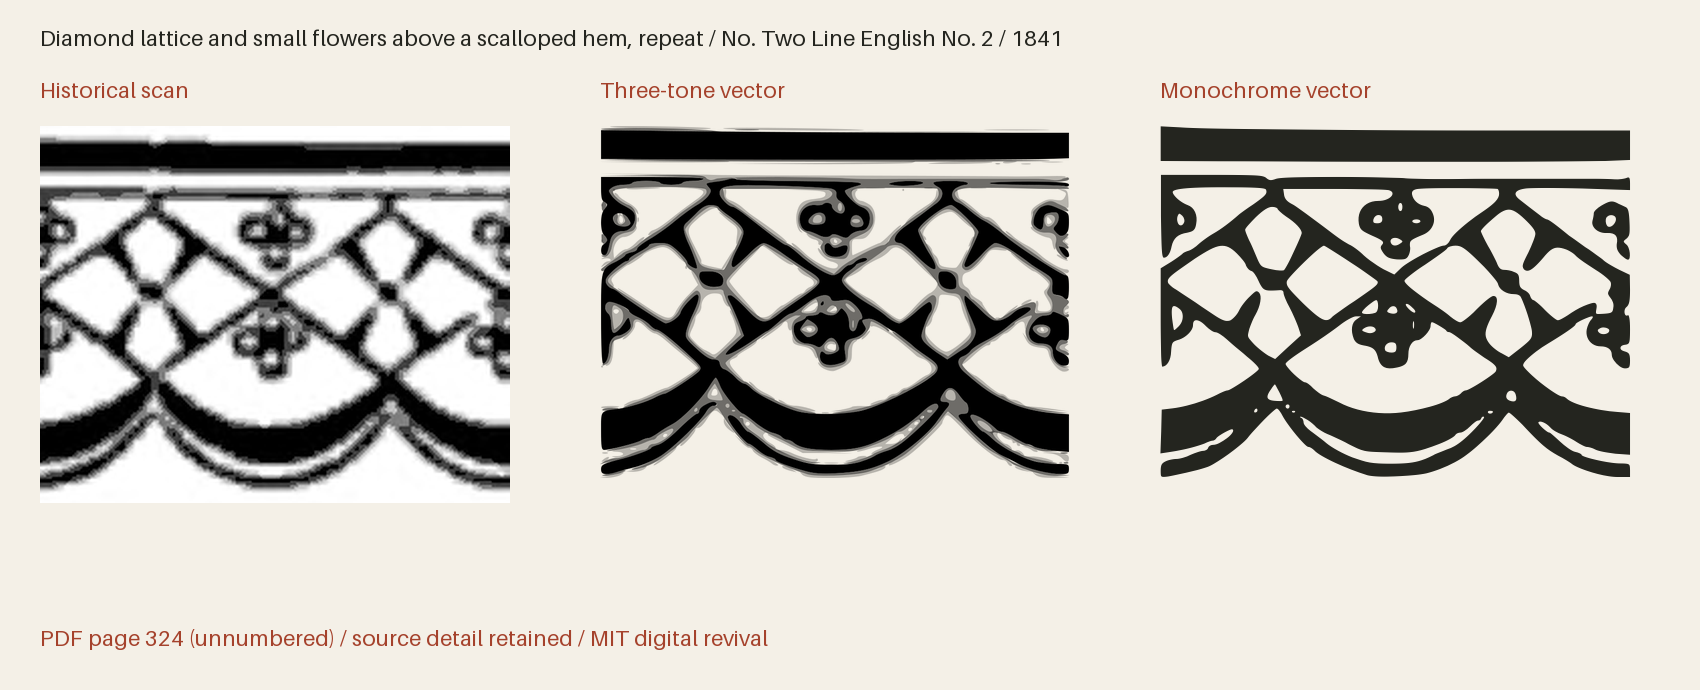 Diamond lattice and small flowers above a scalloped hem, repeat / No. Two Line English No. 2 / 1841
Historical scan
Three-tone vector
Monochrome vector
PDF page 324 (unnumbered) / source detail retained / MIT digital revival